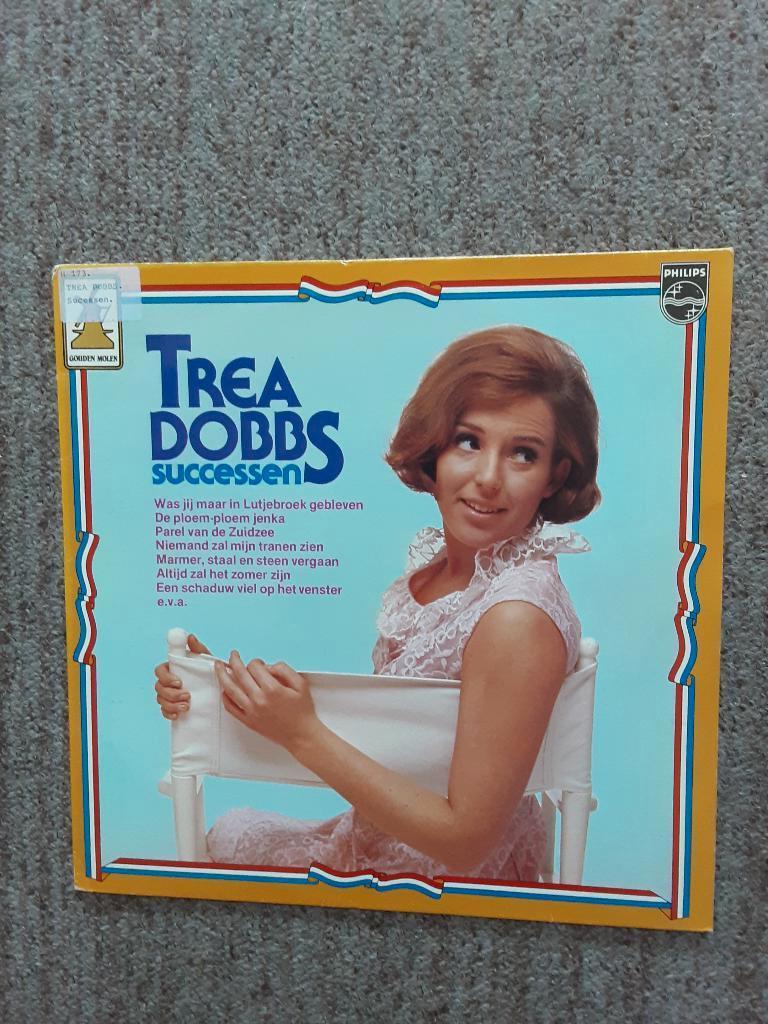 H 173.
TREA DOBBS.
Successen.
GOUDEN MOLEN
PHILIPS
TREA
DOBBS
successen
Was jij maar in Lutjebroek gebleven
De ploem-ploem jenka
Parel van de Zuidzee
Niemand zal mijn tranen zien
Marmer, staal en steen vergaan
Altijd zal het zomer zijn
Een schaduw viel op het venster
e.v.a.